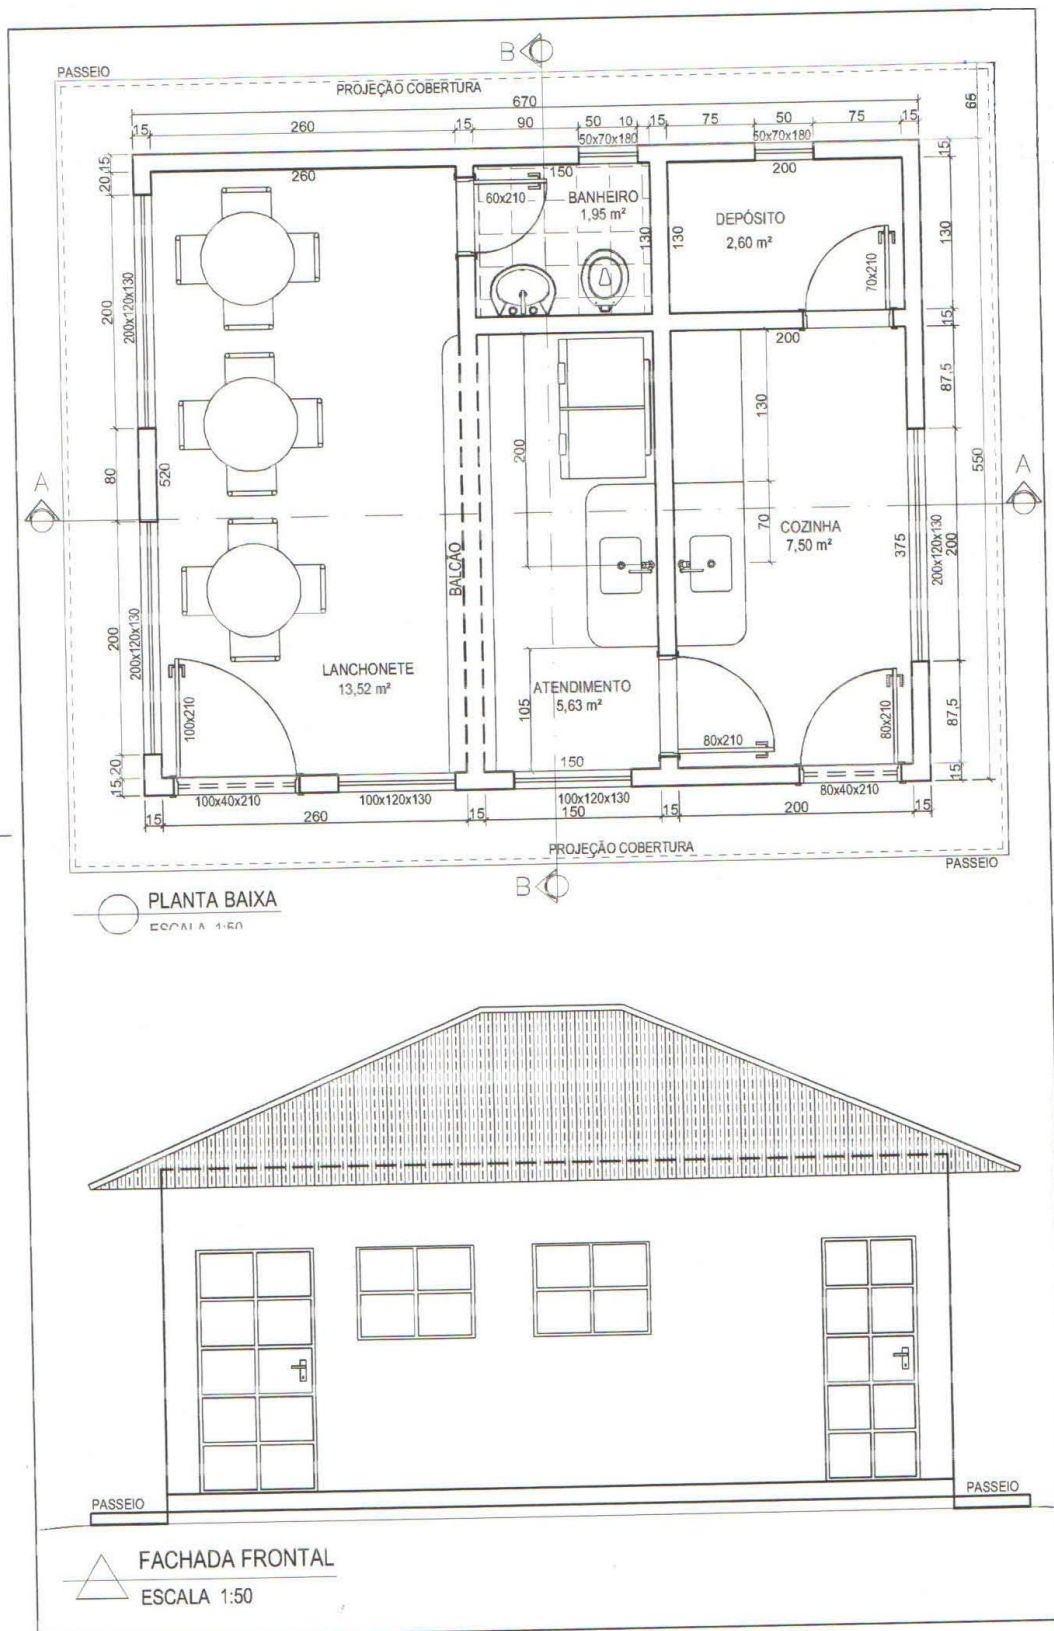 B
PASSEIO
PROJEÇÃO COBERTURA
65
670
15
260
15
90
50
10
15
75
50
75
15
50x70x180
50x70x180
15
20
260
150
200
15
60x210
BANHEIRO
1,95 m²
DEPÓSITO
2,60 m²
130
130
130
70x210
200
200x120x130
200
15
87,5
130
200
550
A
80
520
A
BALCÃO
70
COZINHA
7,50 m²
375
200x120x130
200
200
200x120x130
LANCHONETE
13,52 m²
ATENDIMENTO
5,63 m²
105
100x210
80x210
80x210
87,5
15
20
150
15
100x40x210
100x120x130
100x120x130
80x40x210
15
260
15
150
15
200
15
PROJEÇÃO COBERTURA
PASSEIO
B
PLANTA BAIXA
ESCALA 1:50
PASSEIO
PASSEIO
FACHADA FRONTAL
ESCALA 1:50